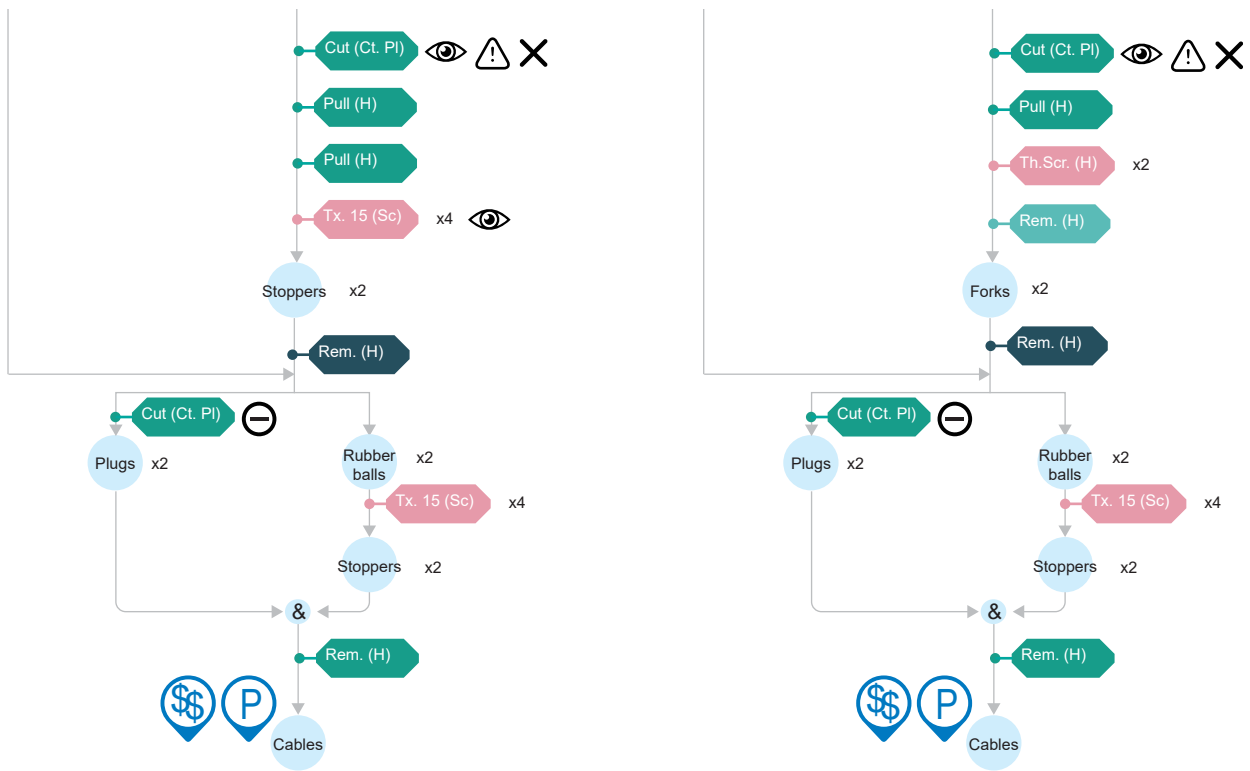 Cut (Ct. Pl)
Pull (H)
Pull (H)
Tx. 15 (Sc) x4
Stoppers x2
Rem. (H)
Cut (Ct. Pl)
Plugs x2
Rubber
balls
x2
Tx. 15 (Sc) x4
Stoppers x2
&
Rem. (H)
$$ P
Cables
Cut (Ct. Pl)
Pull (H)
Th.Scr. (H) x2
Rem. (H)
Forks x2
Rem. (H)
Cut (Ct. Pl)
Plugs x2
Rubber
balls
x2
Tx. 15 (Sc) x4
Stoppers x2
&
Rem. (H)
$$ P
Cables